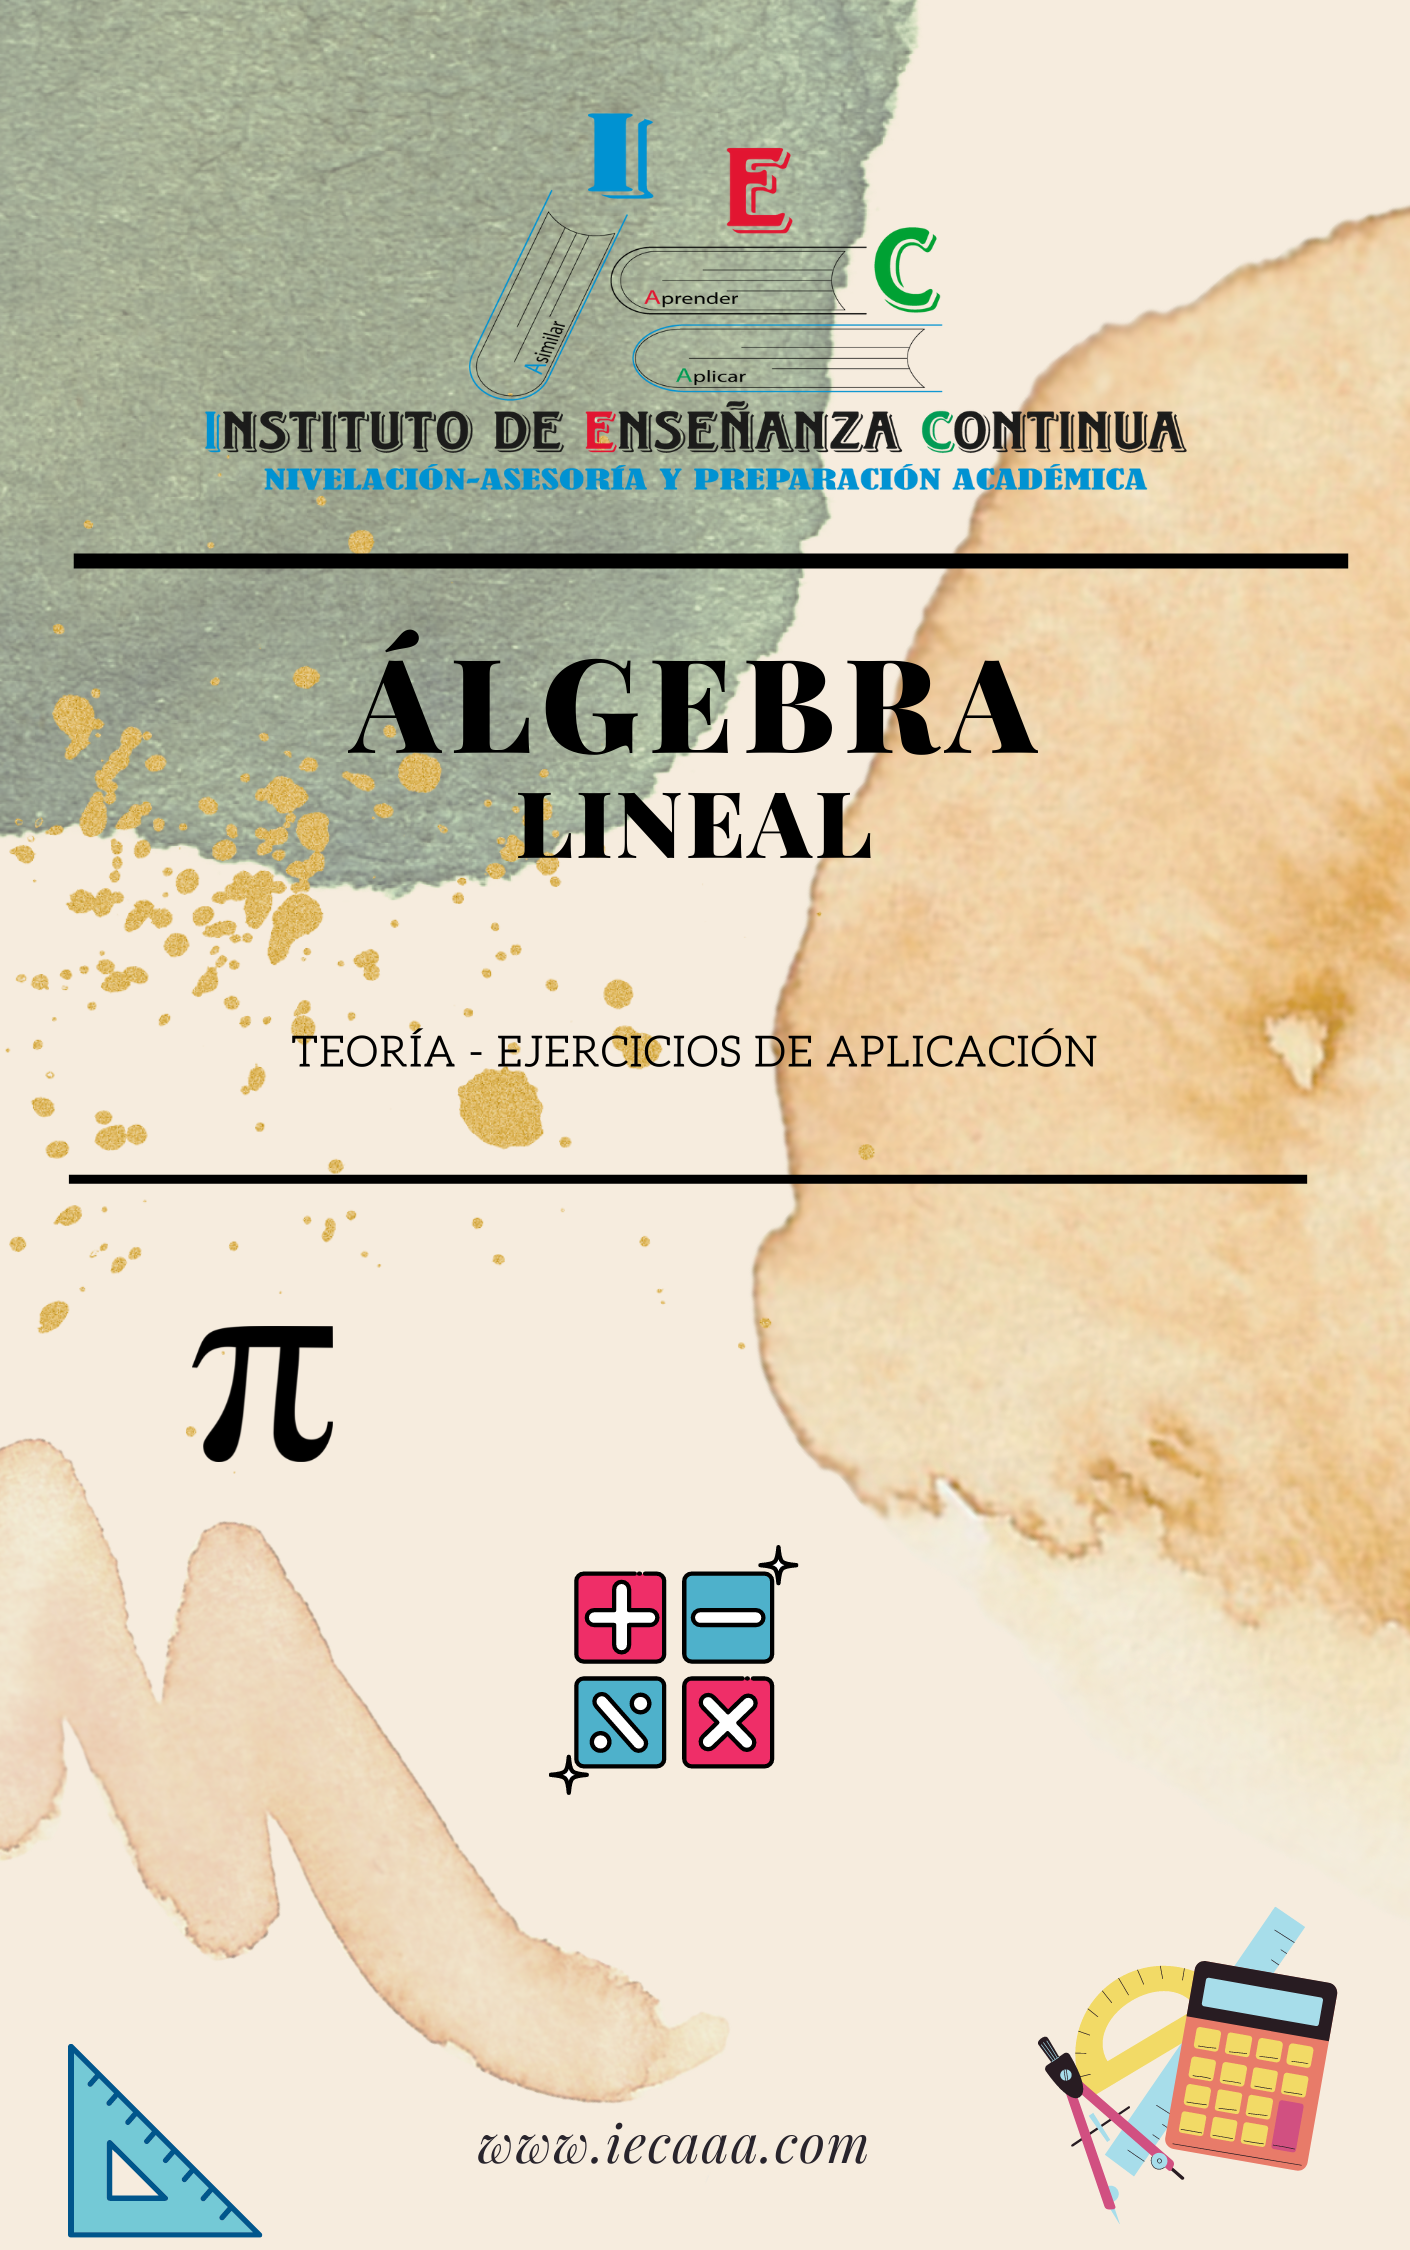 I E C
Asimilar
Aprender
Aplicar
INSTITUTO DE ENSEÑANZA CONTINUA
NIVELACIÓN-ASESORÍA Y PREPARACIÓN ACADÉMICA
ÁLGEBRA
LINEAL
TEORÍA - EJERCICIOS DE APLICACIÓN
π
www.iecaaa.com